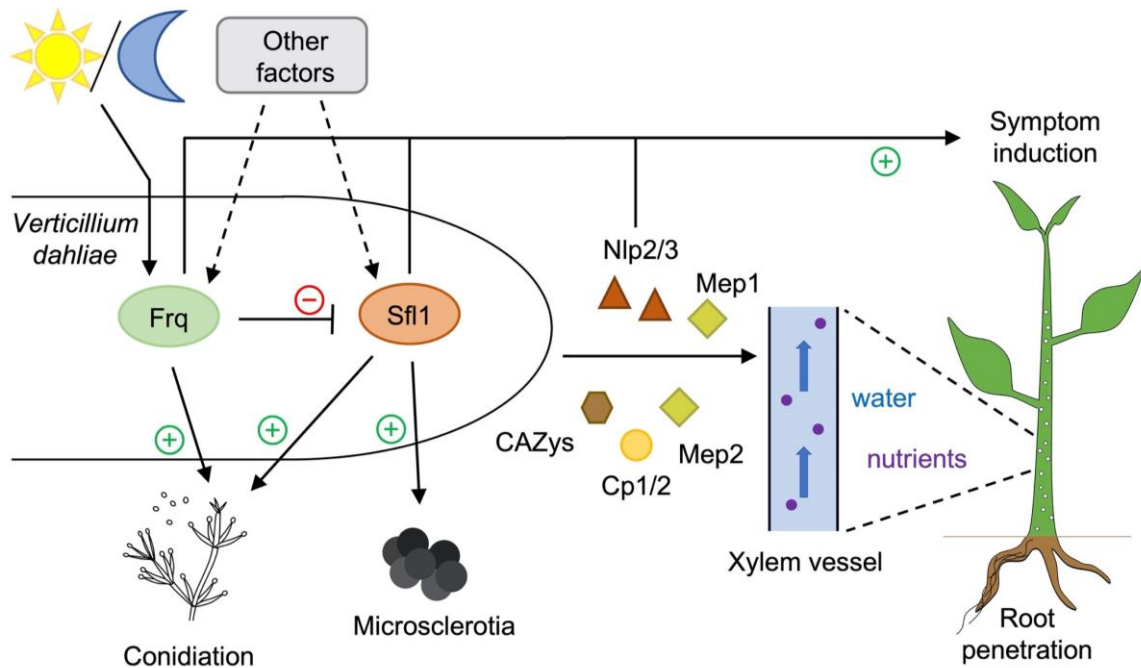 Other
factors
Symptom
induction
Verticillium
dahliae
Nlp2/3
Mep1
Frq
−
Sfl1
+
water
nutrients
CAZys
Cp1/2
Mep2
+
+
+
Xylem vessel
Microsclerotia
Conidiation
Root
penetration